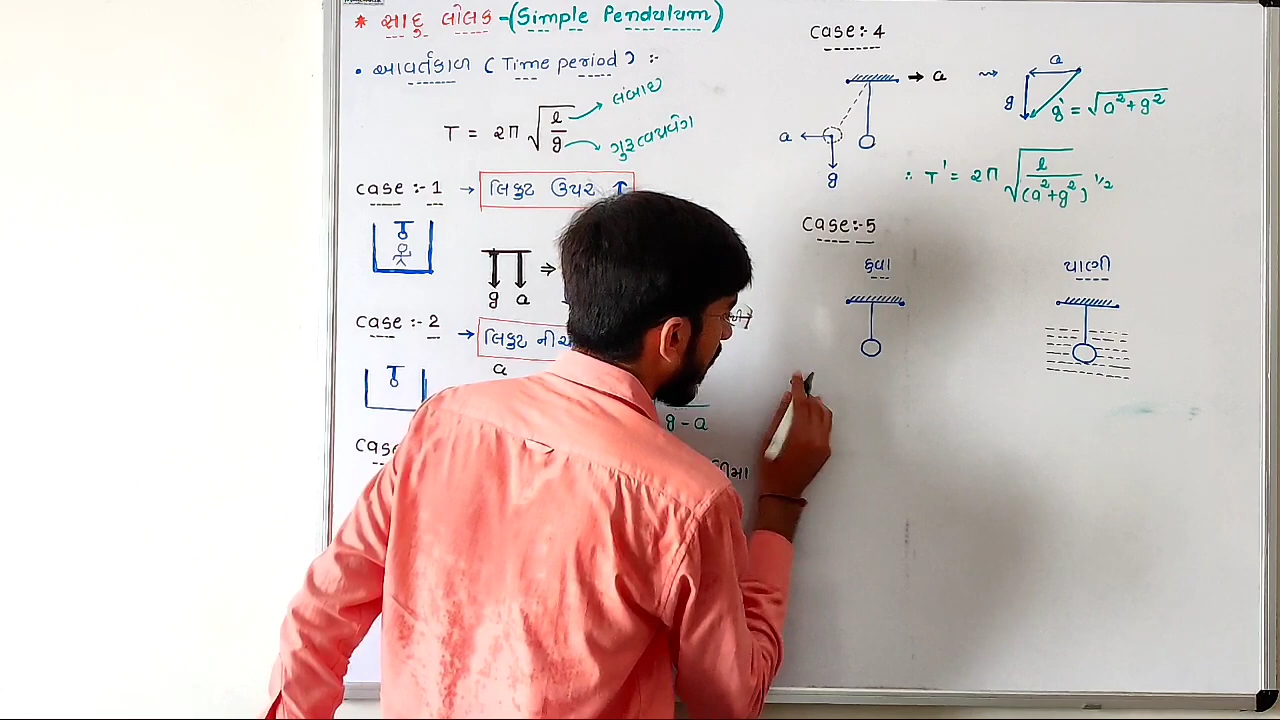 * સાદુ લોલક -(Simple Pendulum)
• આવર્તકાળ (Time period) :-
T = 2π √(l/g)
લંબાઇ
ગુરુત્વપ્રવેગ
case :- 1 → લિફ્ટ ઉપર ↑
g a ⇒
case :- 2 → લિફ્ટ
a
g - a
Case:- 4
→ a
a
g
a
g
g' = √a²+g²
∴ T' = 2π √(l/(a²+g²)^1/2)
Case:-5
હવા
પાણી